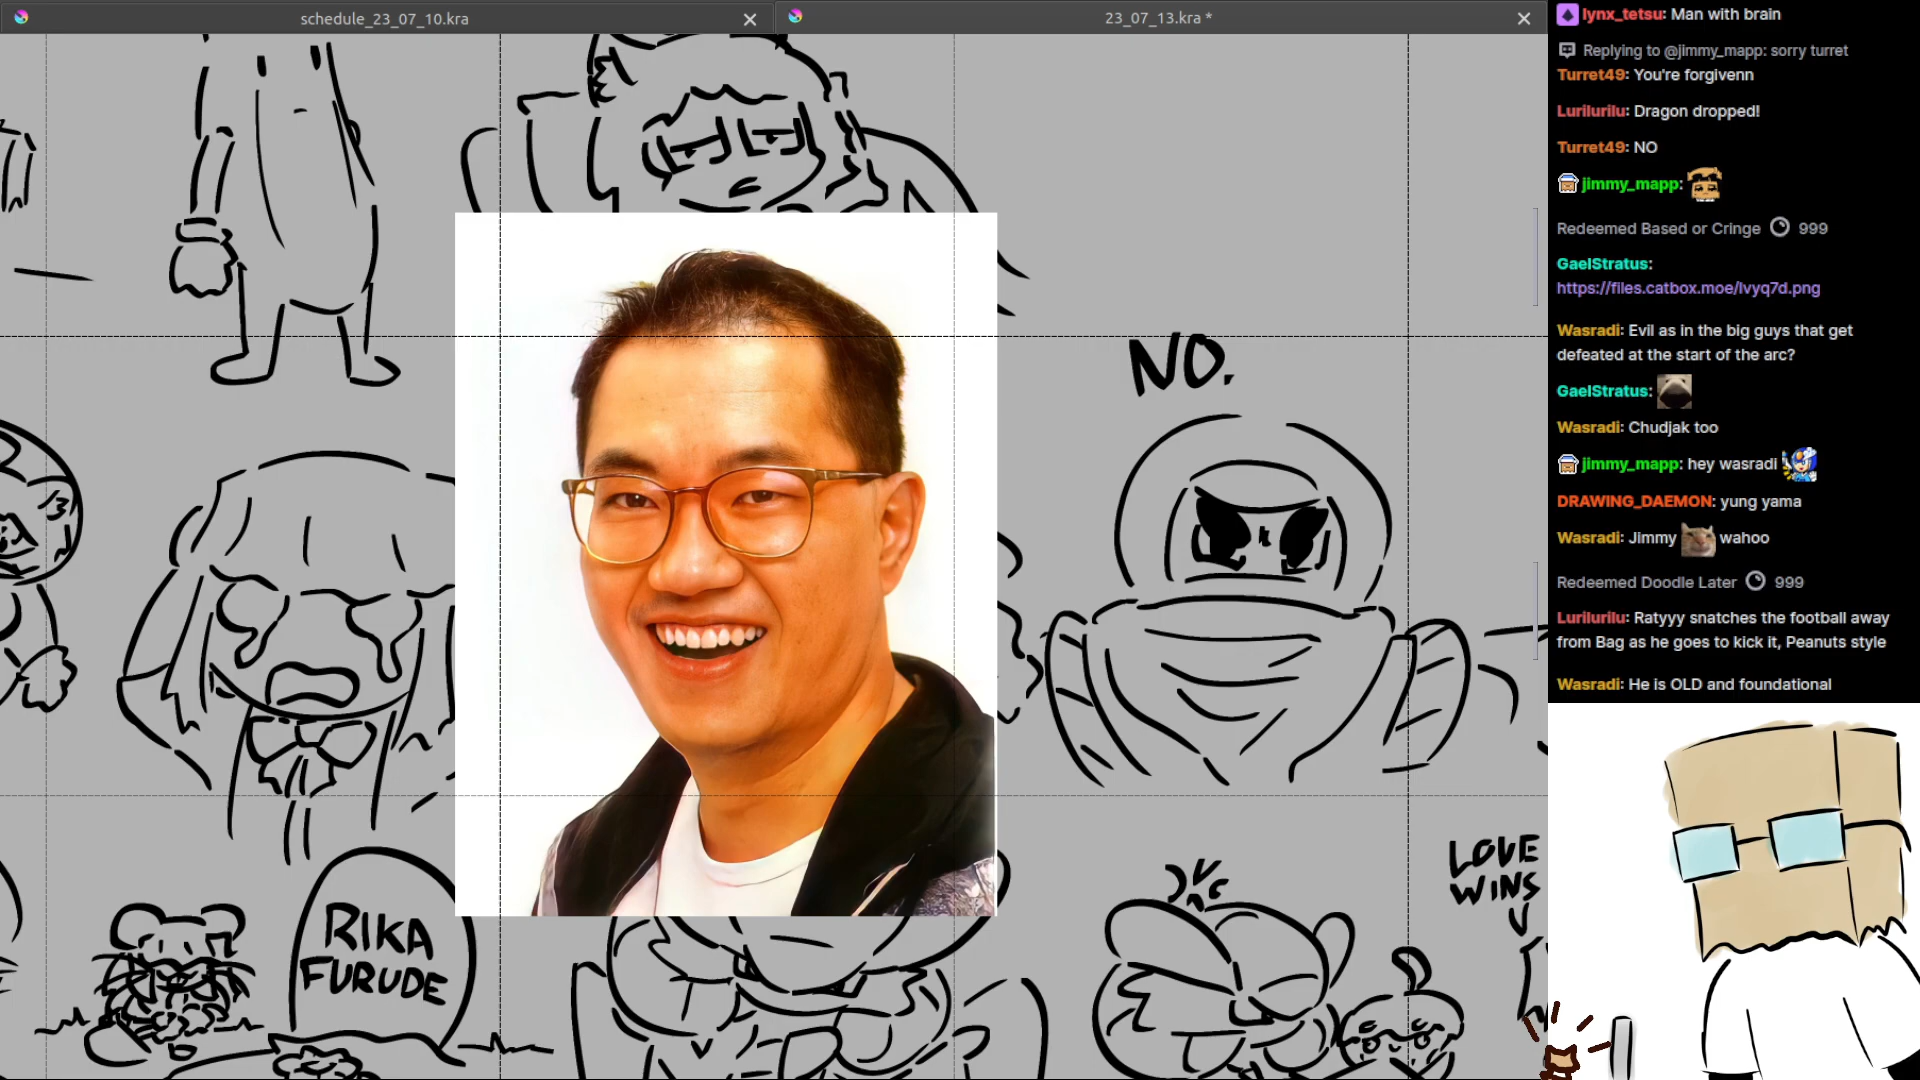 schedule_23_07_10.kra
23_07_13.kra *
lynx_tetsu: Man with brain
Replying to @jimmy_mapp: sorry turret
Turret49: You're forgivenn
Lurilurilu: Dragon dropped!
Turret49: NO
jimmy_mapp:
Redeemed Based or Cringe 999
GaelStratus:
https://files.catbox.moe/lvyq7d.png
Wasradi: Evil as in the big guys that get
defeated at the start of the arc?
GaelStratus:
Wasradi: Chudjak too
jimmy_mapp: hey wasradi
DRAWING_DAEMON: yung yama
Wasradi: Jimmy wahoo
Redeemed Doodle Later 999
Lurilurilu: Ratyyy snatches the football away
from Bag as he goes to kick it, Peanuts style
Wasradi: He is OLD and foundational
NO.
LOVE
WINS
RIKA
FURUDE